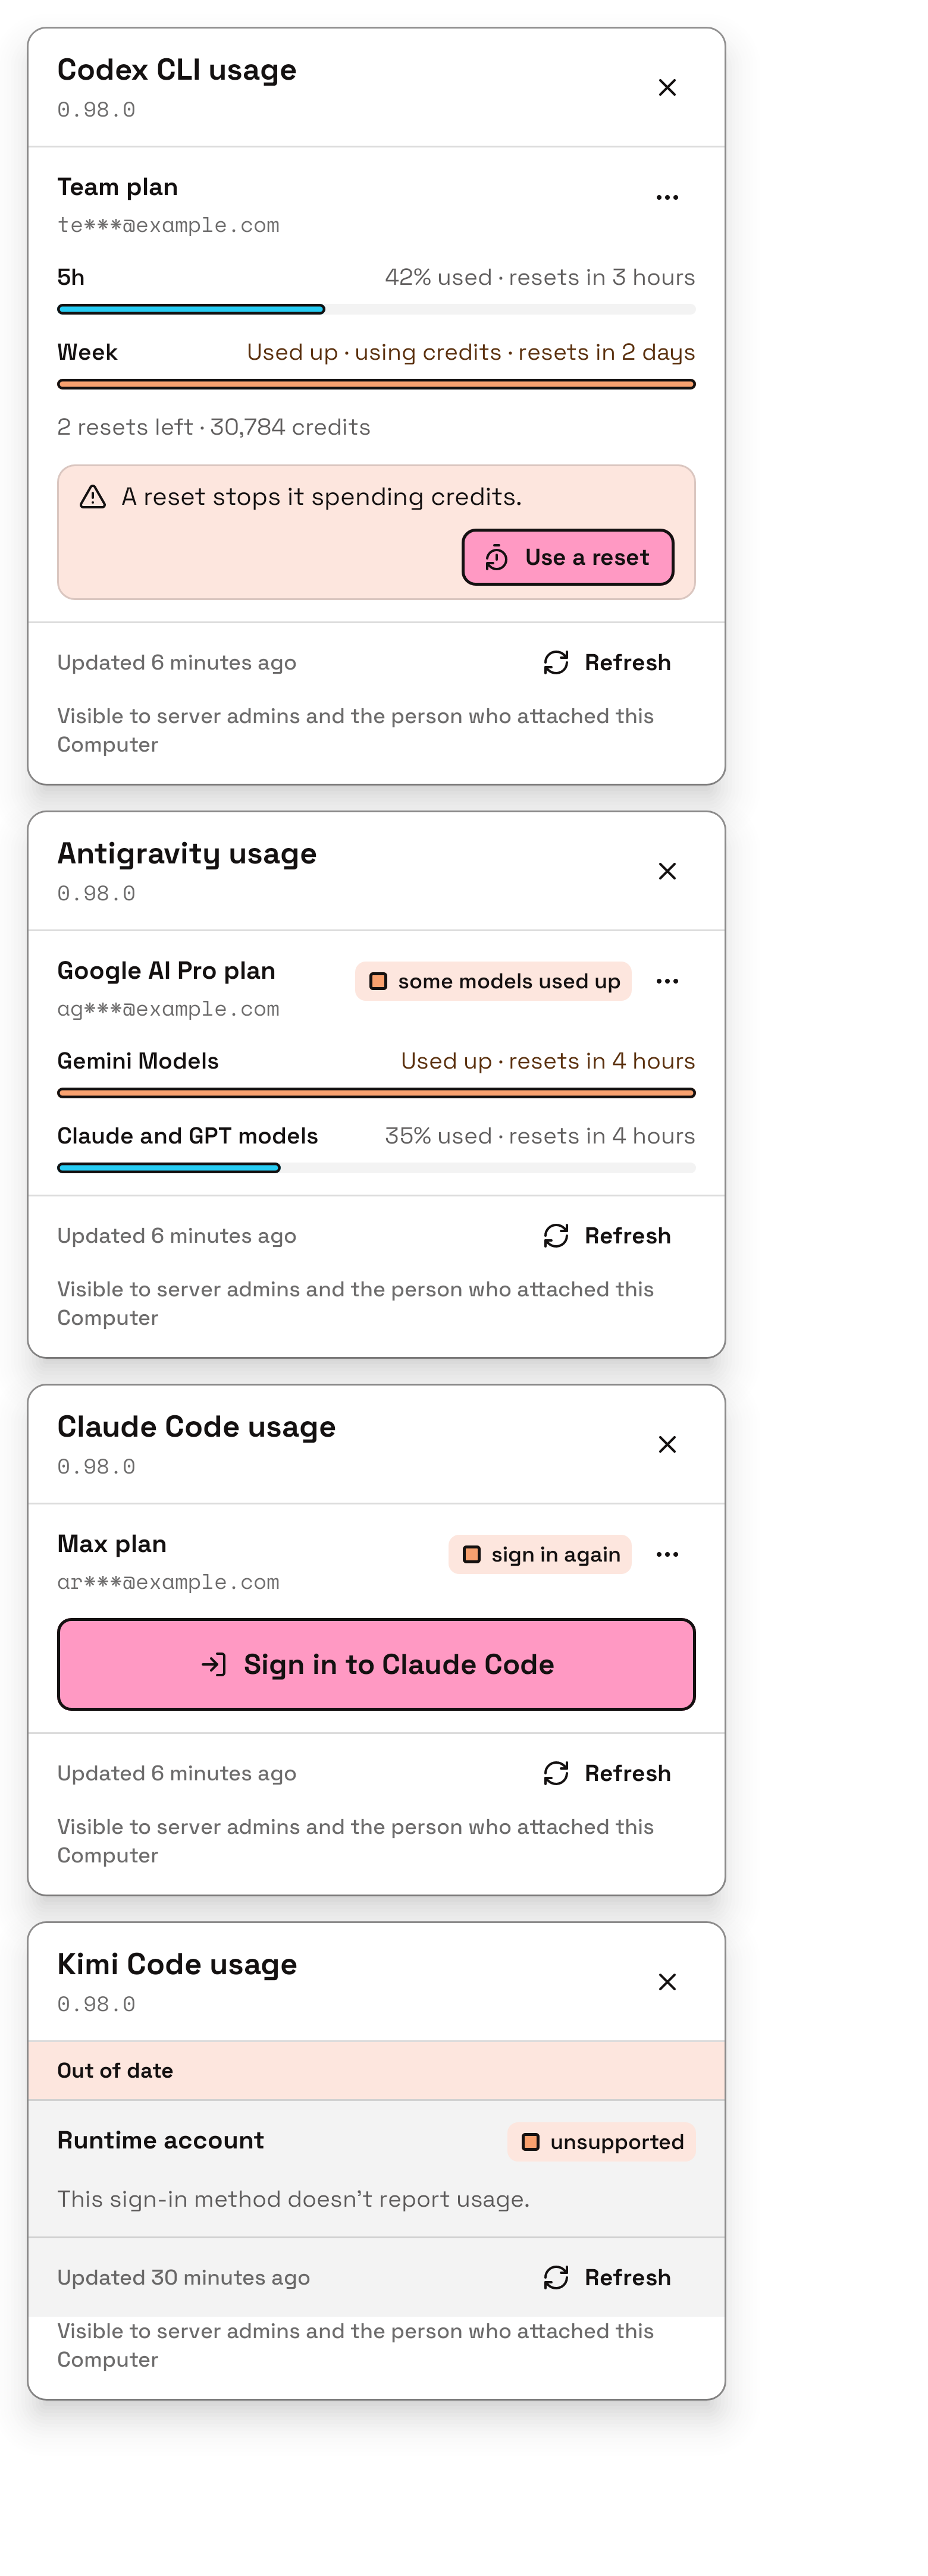 Codex CLI usage
0.98.0
Team plan
te***@example.com
5h 42% used · resets in 3 hours
Week Used up · using credits · resets in 2 days
2 resets left · 30,784 credits
A reset stops it spending credits.
Use a reset
Updated 6 minutes ago Refresh
Visible to server admins and the person who attached this
Computer
Antigravity usage
0.98.0
Google AI Pro plan some models used up
ag***@example.com
Gemini Models Used up · resets in 4 hours
Claude and GPT models 35% used · resets in 4 hours
Updated 6 minutes ago Refresh
Visible to server admins and the person who attached this
Computer
Claude Code usage
0.98.0
Max plan sign in again
ar***@example.com
Sign in to Claude Code
Updated 6 minutes ago Refresh
Visible to server admins and the person who attached this
Computer
Kimi Code usage
0.98.0
Out of date
Runtime account unsupported
This sign-in method doesn’t report usage.
Updated 30 minutes ago Refresh
Visible to server admins and the person who attached this
Computer